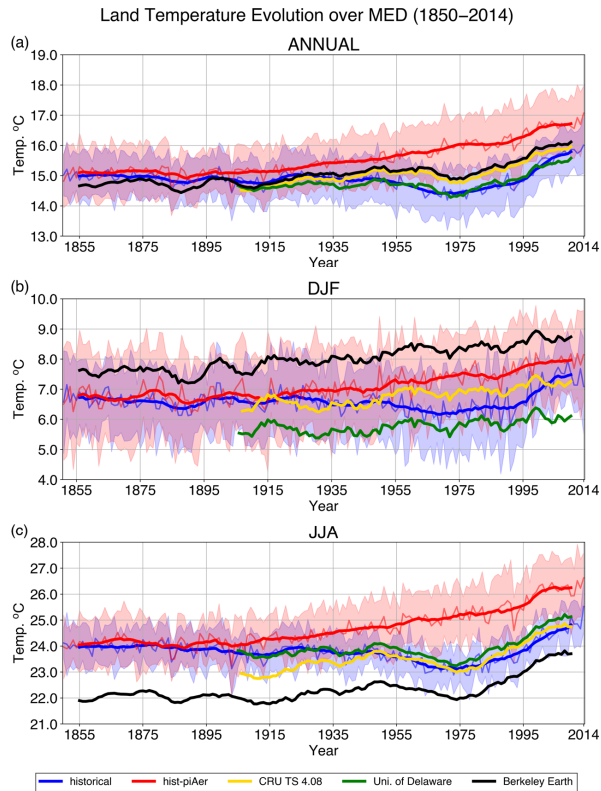 Land Temperature Evolution over MED (1850−2014)
(a)
ANNUAL
19.0
18.0
17.0
16.0
15.0
14.0
13.0
Temp. ºC
1855 1875 1895 1915 1935 1955 1975 1995 2014
Year
(b)
DJF
10.0
9.0
8.0
7.0
6.0
5.0
4.0
Temp. ºC
1855 1875 1895 1915 1935 1955 1975 1995 2014
Year
(c)
JJA
28.0
27.0
26.0
25.0
24.0
23.0
22.0
21.0
Temp. ºC
1855 1875 1895 1915 1935 1955 1975 1995 2014
Year
historical hist-piAer CRU TS 4.08 Uni. of Delaware Berkeley Earth